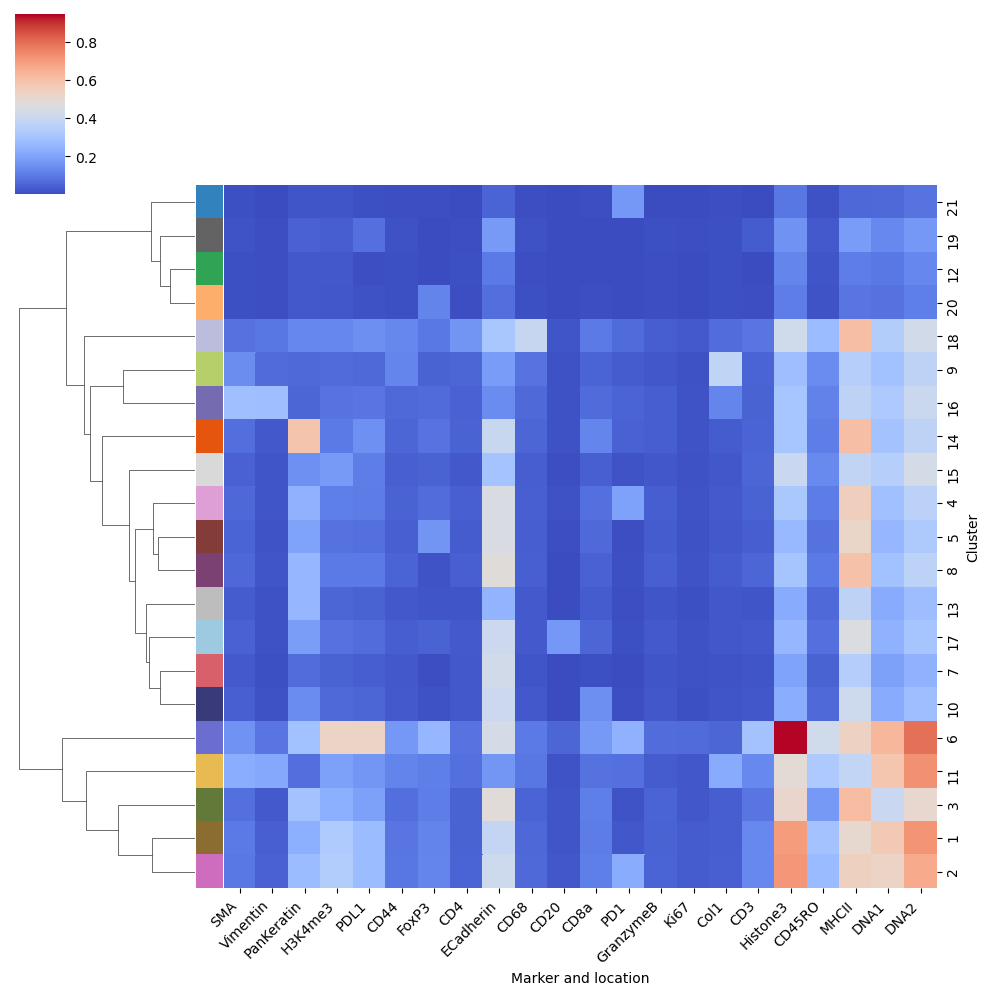 0.8
0.6
0.4
0.2
21
19
12
20
18
9
16
14
15
4
5
8
13
17
7
10
6
11
3
1
2
Cluster
SMA
Vimentin
PanKeratin
H3K4me3
PDL1
CD44
FoxP3
CD4
ECadherin
CD68
CD20
CD8a
PD1
GranzymeB
Ki67
Col1
CD3
Histone3
CD45RO
MHCII
DNA1
DNA2
Marker and location